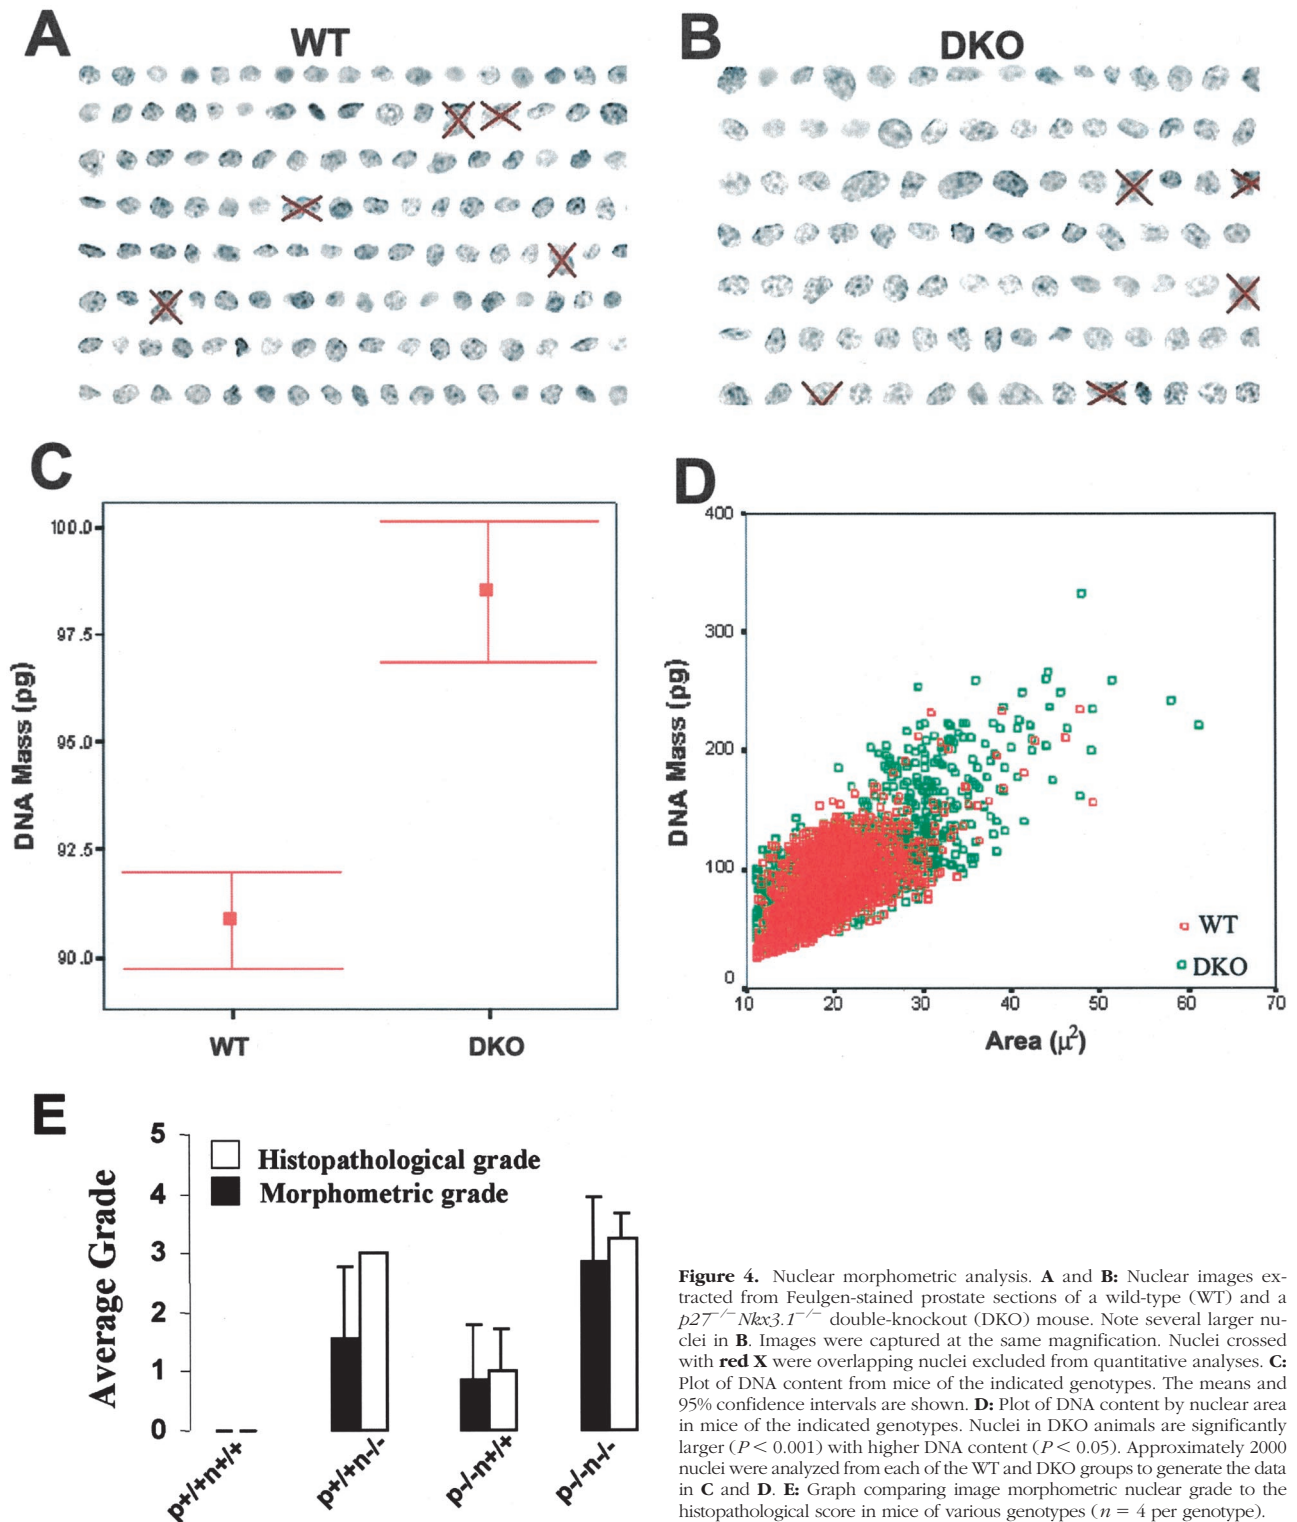 A
WT
B
DKO
C
100.0
97.5
95.0
92.5
90.0
DNA Mass (pg)
WT
DKO
D
400
300
200
100
0
DNA Mass (pg)
10 20 30 40 50 60 70
Area (μ²)
WT
DKO
E
5
4
3
2
1
0
Average Grade
Histopathological grade
Morphometric grade
p+/+n+/+
p+/+n-/-
p-/-n+/+
p-/-n-/-
Figure 4. Nuclear morphometric analysis. A and B: Nuclear images ex-
tracted from Feulgen-stained prostate sections of a wild-type (WT) and a
p27⁻/⁻Nkx3.1⁻/⁻ double-knockout (DKO) mouse. Note several larger nu-
clei in B. Images were captured at the same magnification. Nuclei crossed
with red X were overlapping nuclei excluded from quantitative analyses. C:
Plot of DNA content from mice of the indicated genotypes. The means and
95% confidence intervals are shown. D: Plot of DNA content by nuclear area
in mice of the indicated genotypes. Nuclei in DKO animals are significantly
larger (P < 0.001) with higher DNA content (P < 0.05). Approximately 2000
nuclei were analyzed from each of the WT and DKO groups to generate the data
in C and D. E: Graph comparing image morphometric nuclear grade to the
histopathological score in mice of various genotypes (n = 4 per genotype).